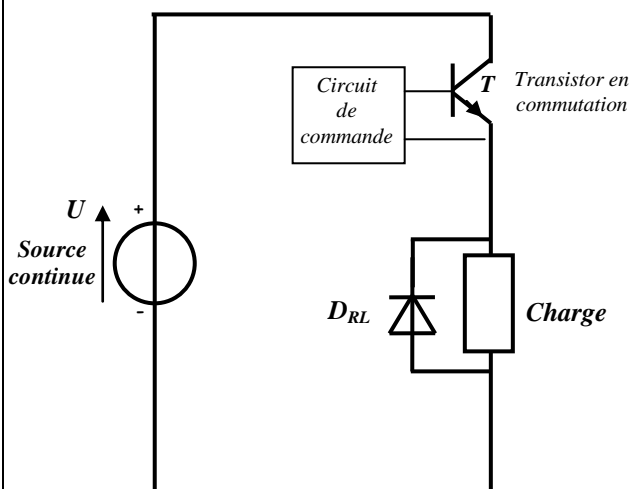 Circuit
de
commande
T
Transistor en
commutation
U
+
Source
continue
-
D_RL
Charge